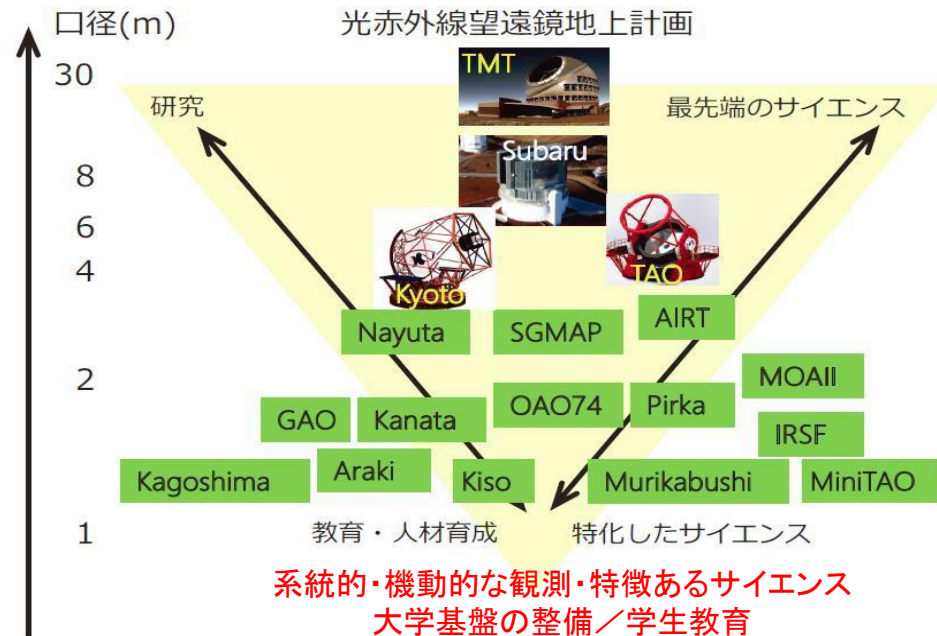 口径(m)
光赤外線望遠鏡地上計画
TMT
30
研究
最先端のサイエンス
Subaru
8
6
4
Kyoto
TAO
Nayuta
SGMAP
AIRT
2
MOAII
GAO
Kanata
OAO74
Pirka
IRSF
Kagoshima
Araki
Kiso
Murikabushi
MiniTAO
1
教育・人材育成
特化したサイエンス
系統的・機動的な観測・特徴あるサイエンス
大学基盤の整備／学生教育